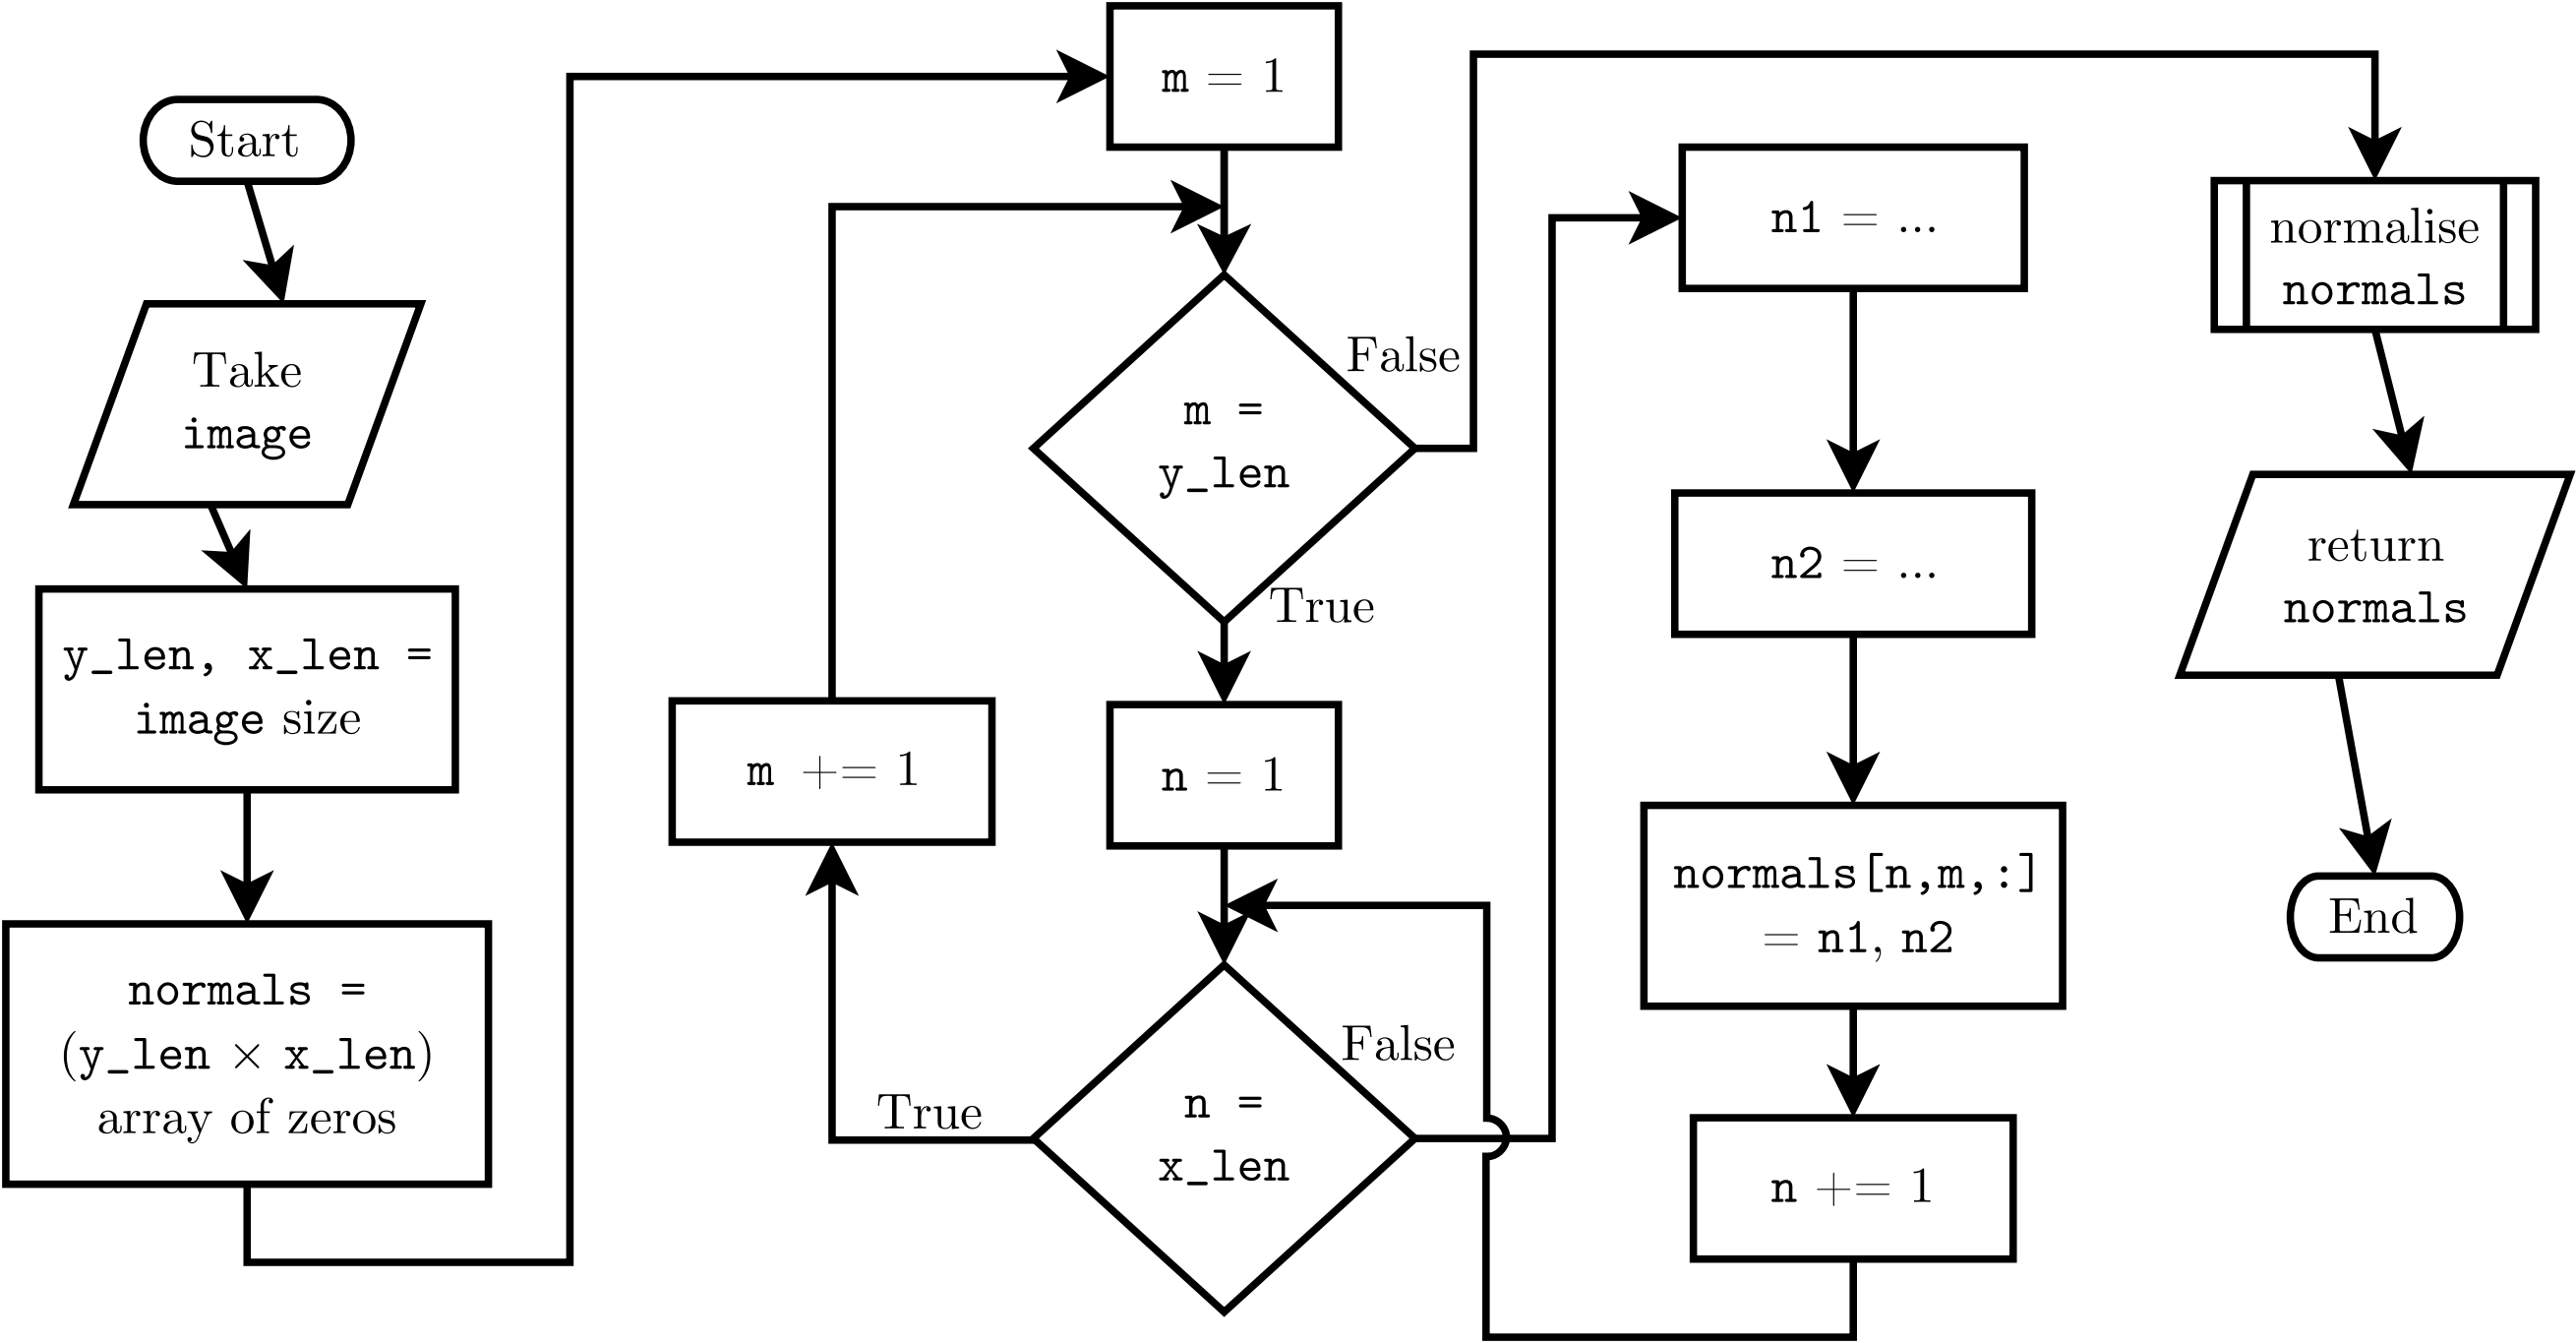 Start
Take
image
y_len, x_len =
image size
normals =
(y_len × x_len)
array of zeros
m = 1
m =
y_len
False
True
m += 1
n = 1
n =
x_len
False
True
n1 = ...
n2 = ...
normals[n,m,:]
= n1, n2
n += 1
normalise
normals
return
normals
End